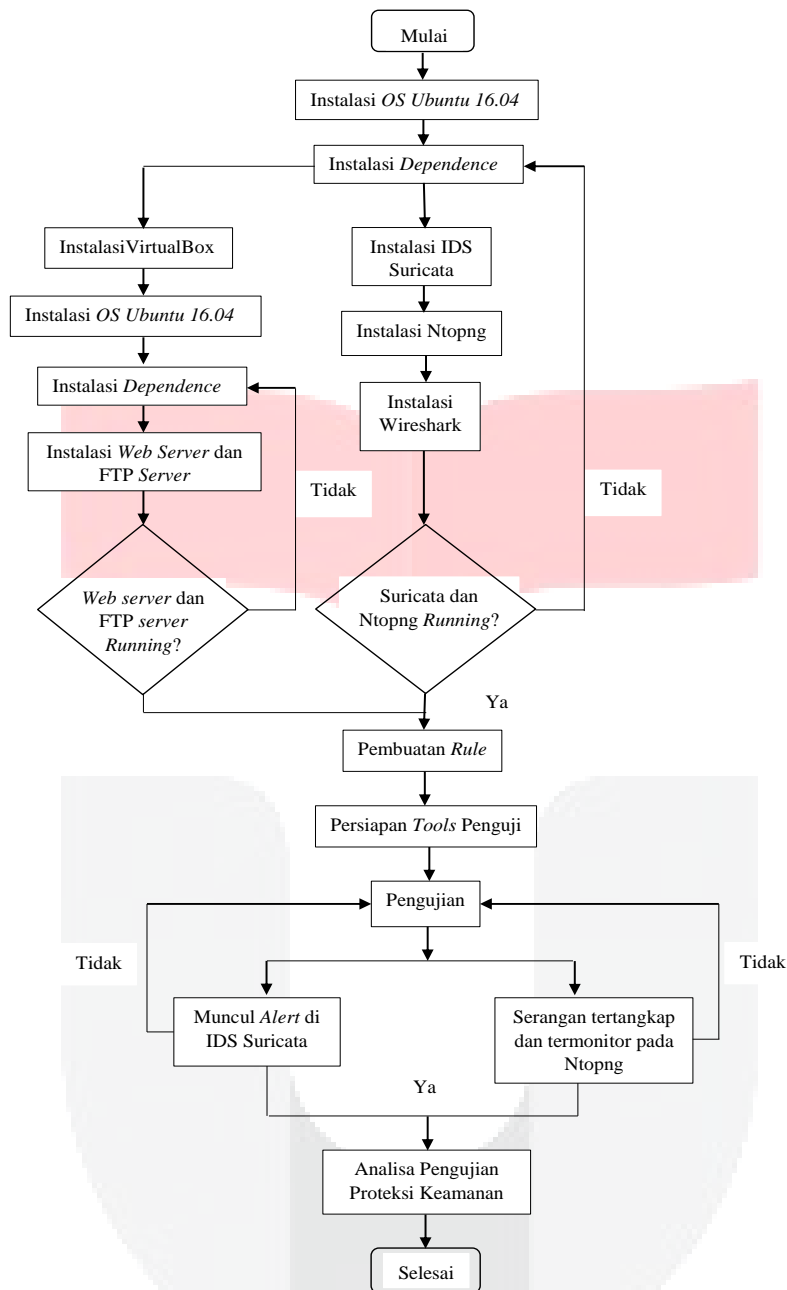 Mulai
Instalasi OS Ubuntu 16.04
Instalasi Dependence
InstalasiVirtualBox
Instalasi OS Ubuntu 16.04
Instalasi Dependence
Instalasi Web Server dan
FTP Server
Tidak
Web server dan
FTP server
Running?
Instalasi IDS
Suricata
Instalasi Ntopng
Instalasi
Wireshark
Tidak
Suricata dan
Ntopng Running?
Ya
Pembuatan Rule
Persiapan Tools Penguji
Pengujian
Tidak
Tidak
Muncul Alert di
IDS Suricata
Serangan tertangkap
dan termonitor pada
Ntopng
Ya
Analisa Pengujian
Proteksi Keamanan
Selesai